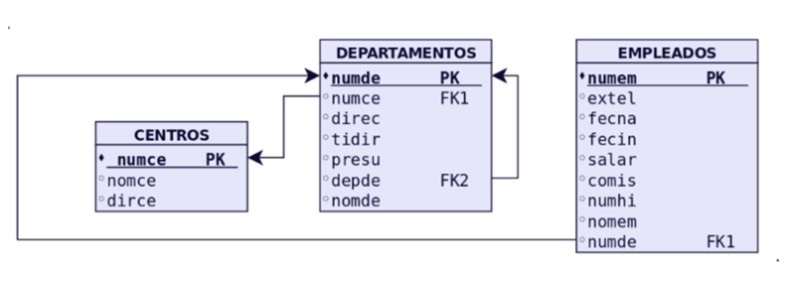 DEPARTAMENTOS
numde PK
numce FK1
direc
tidir
presu
depde FK2
nomde
EMPLEADOS
numem PK
extel
fecna
fecin
salar
comis
numhi
nomem
numde FK1
CENTROS
numce PK
nomce
dirce